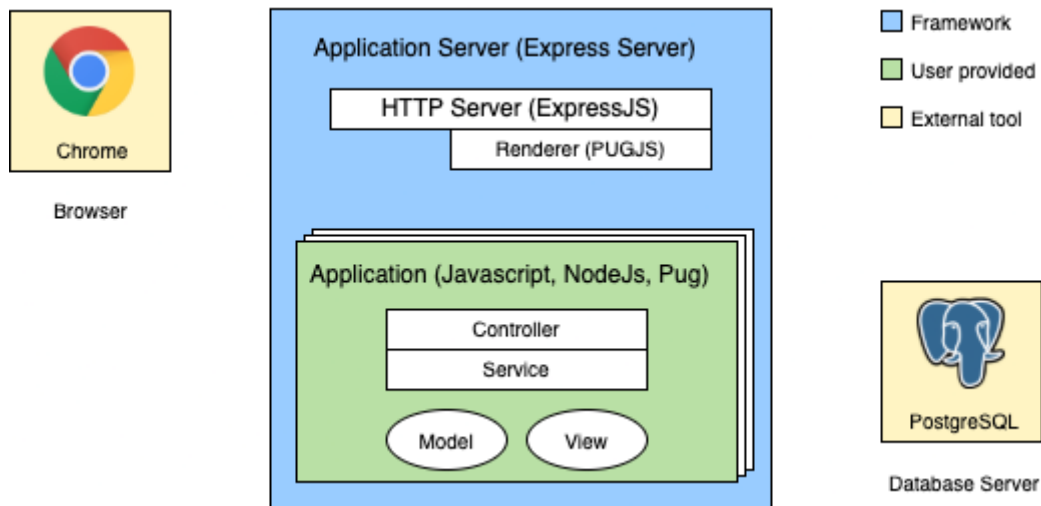 Chrome
Browser
Application Server (Express Server)
HTTP Server (ExpressJS)
Renderer (PUGJS)
Application (Javascript, NodeJs, Pug)
Controller
Service
Model
View
Framework
User provided
External tool
PostgreSQL
Database Server